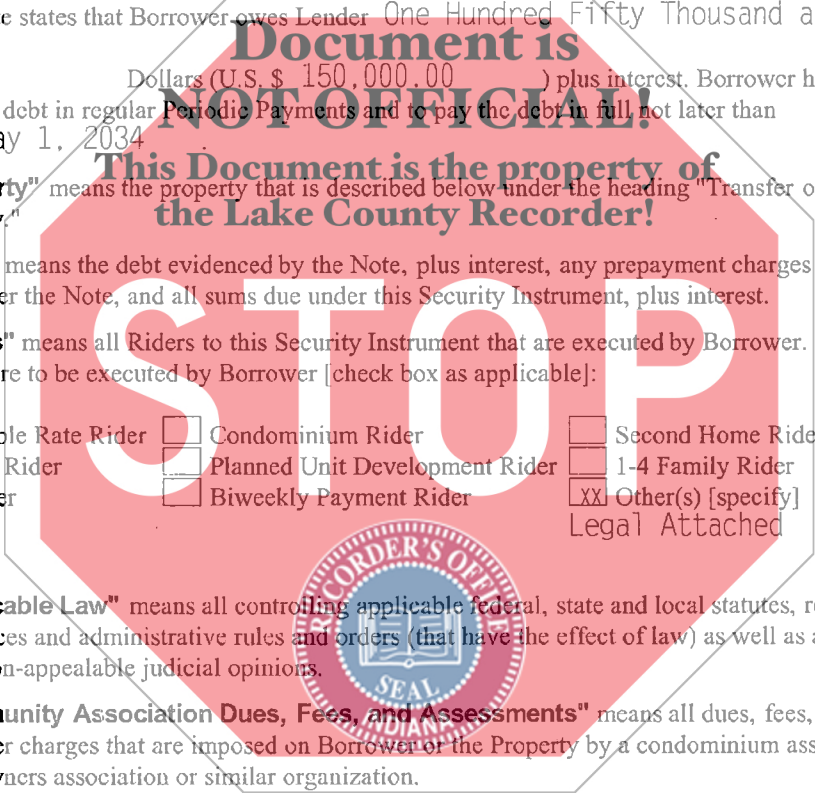 e states that Borrower owes Lender One Hundred Fifty Thousand a
Document is
Dollars (U.S. $ 150,000.00 ) plus interest. Borrower h
NOT OFFICIAL!
debt in regular Periodic Payments and to pay the debt in full not later than
ay 1, 2034 .
This Document is the property of
rty" means the property that is described below under the heading "Transfer o
the Lake County Recorder!
y."
means the debt evidenced by the Note, plus interest, any prepayment charges
er the Note, and all sums due under this Security Instrument, plus interest.
STOP
s" means all Riders to this Security Instrument that are executed by Borrower.
re to be executed by Borrower [check box as applicable]:
ble Rate Rider Condominium Rider Second Home Ride
Rider Planned Unit Development Rider 1-4 Family Rider
er Biweekly Payment Rider XX Other(s) [specify]
Legal Attached
RECORDER'S OFFICE
cable Law" means all controlling applicable federal, state and local statutes, r
ces and administrative rules and orders (that have the effect of law) as well as a
n-appealable judicial opinions.
SEAL
INDIANA
unity Association Dues, Fees, and Assessments" means all dues, fees,
er charges that are imposed on Borrower or the Property by a condominium ass
ners association or similar organization.